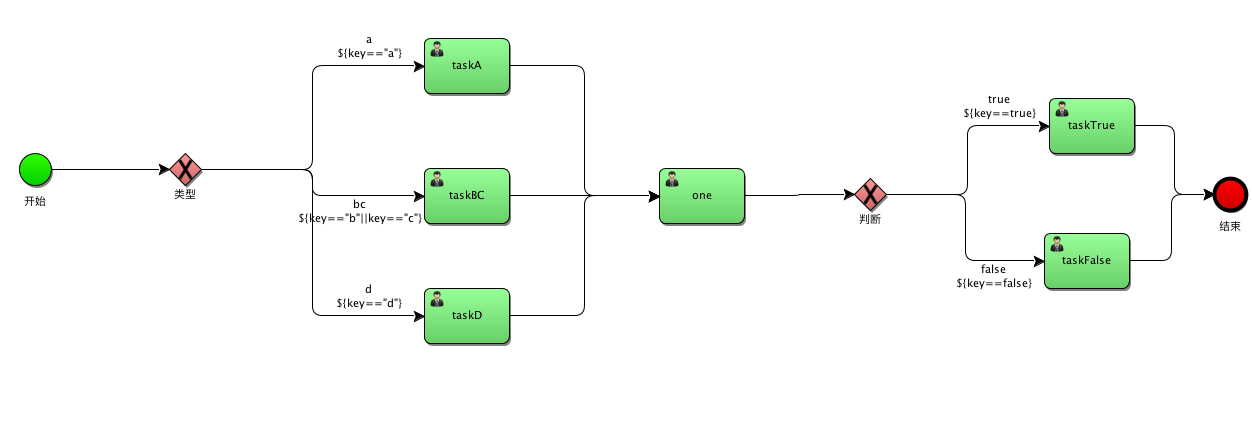 开始
类型
a
${key=="a"}
taskA
bc
${key=="b"||key=="c"}
taskBC
d
${key=="d"}
taskD
one
判断
true
${key==true}
taskTrue
false
${key==false}
taskFalse
结束